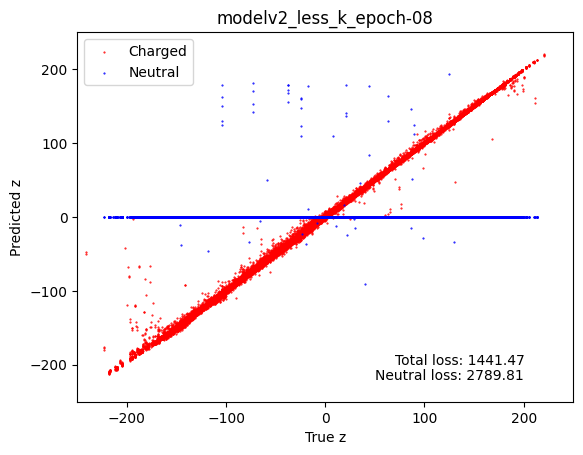 modelv2_less_k_epoch-08
Charged
Neutral
200
100
0
−100
−200
Predicted z
Total loss: 1441.47
Neutral loss: 2789.81
−200 −100 0 100 200
True z